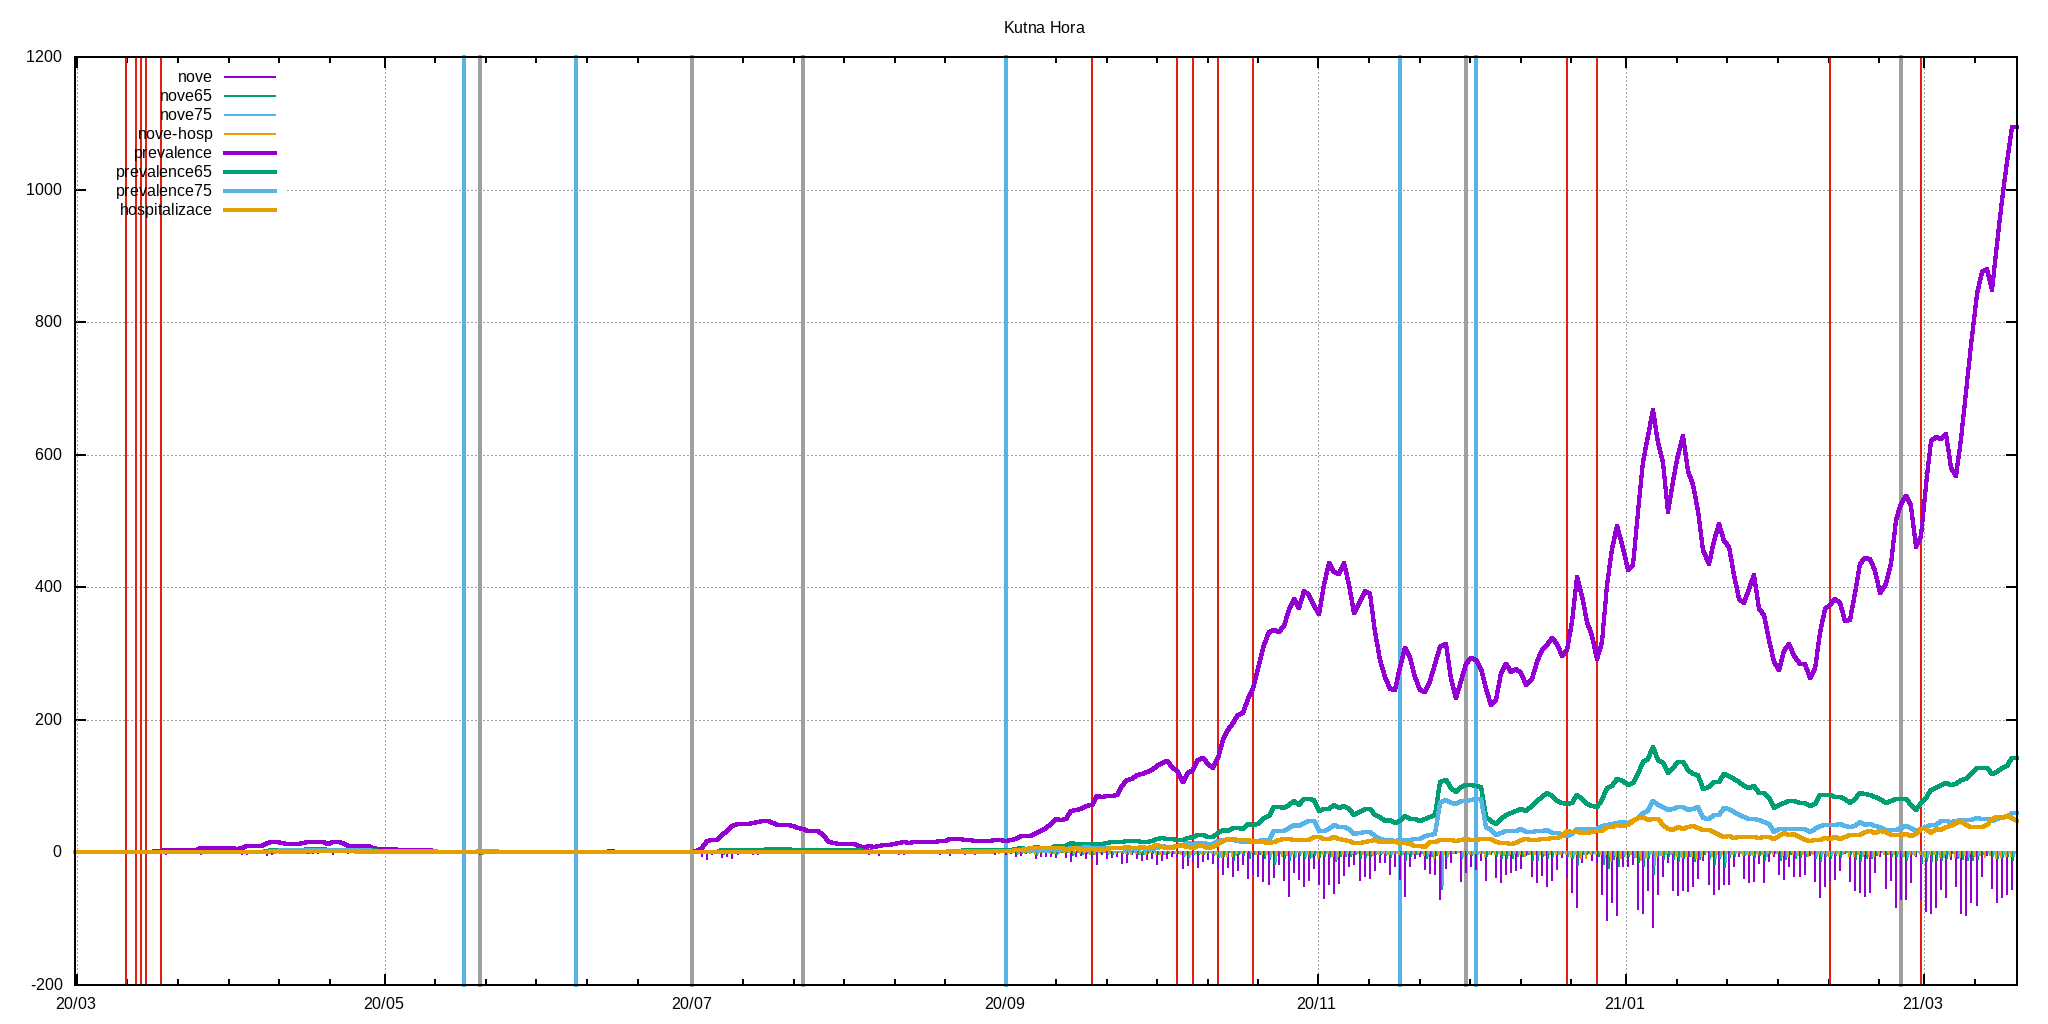 Kutna Hora
1200
1000
800
600
400
200
0
-200
nove
nove65
nove75
nove-hosp
prevalence
prevalence65
prevalence75
hospitalizace
20/03
20/05
20/07
20/09
20/11
21/01
21/03